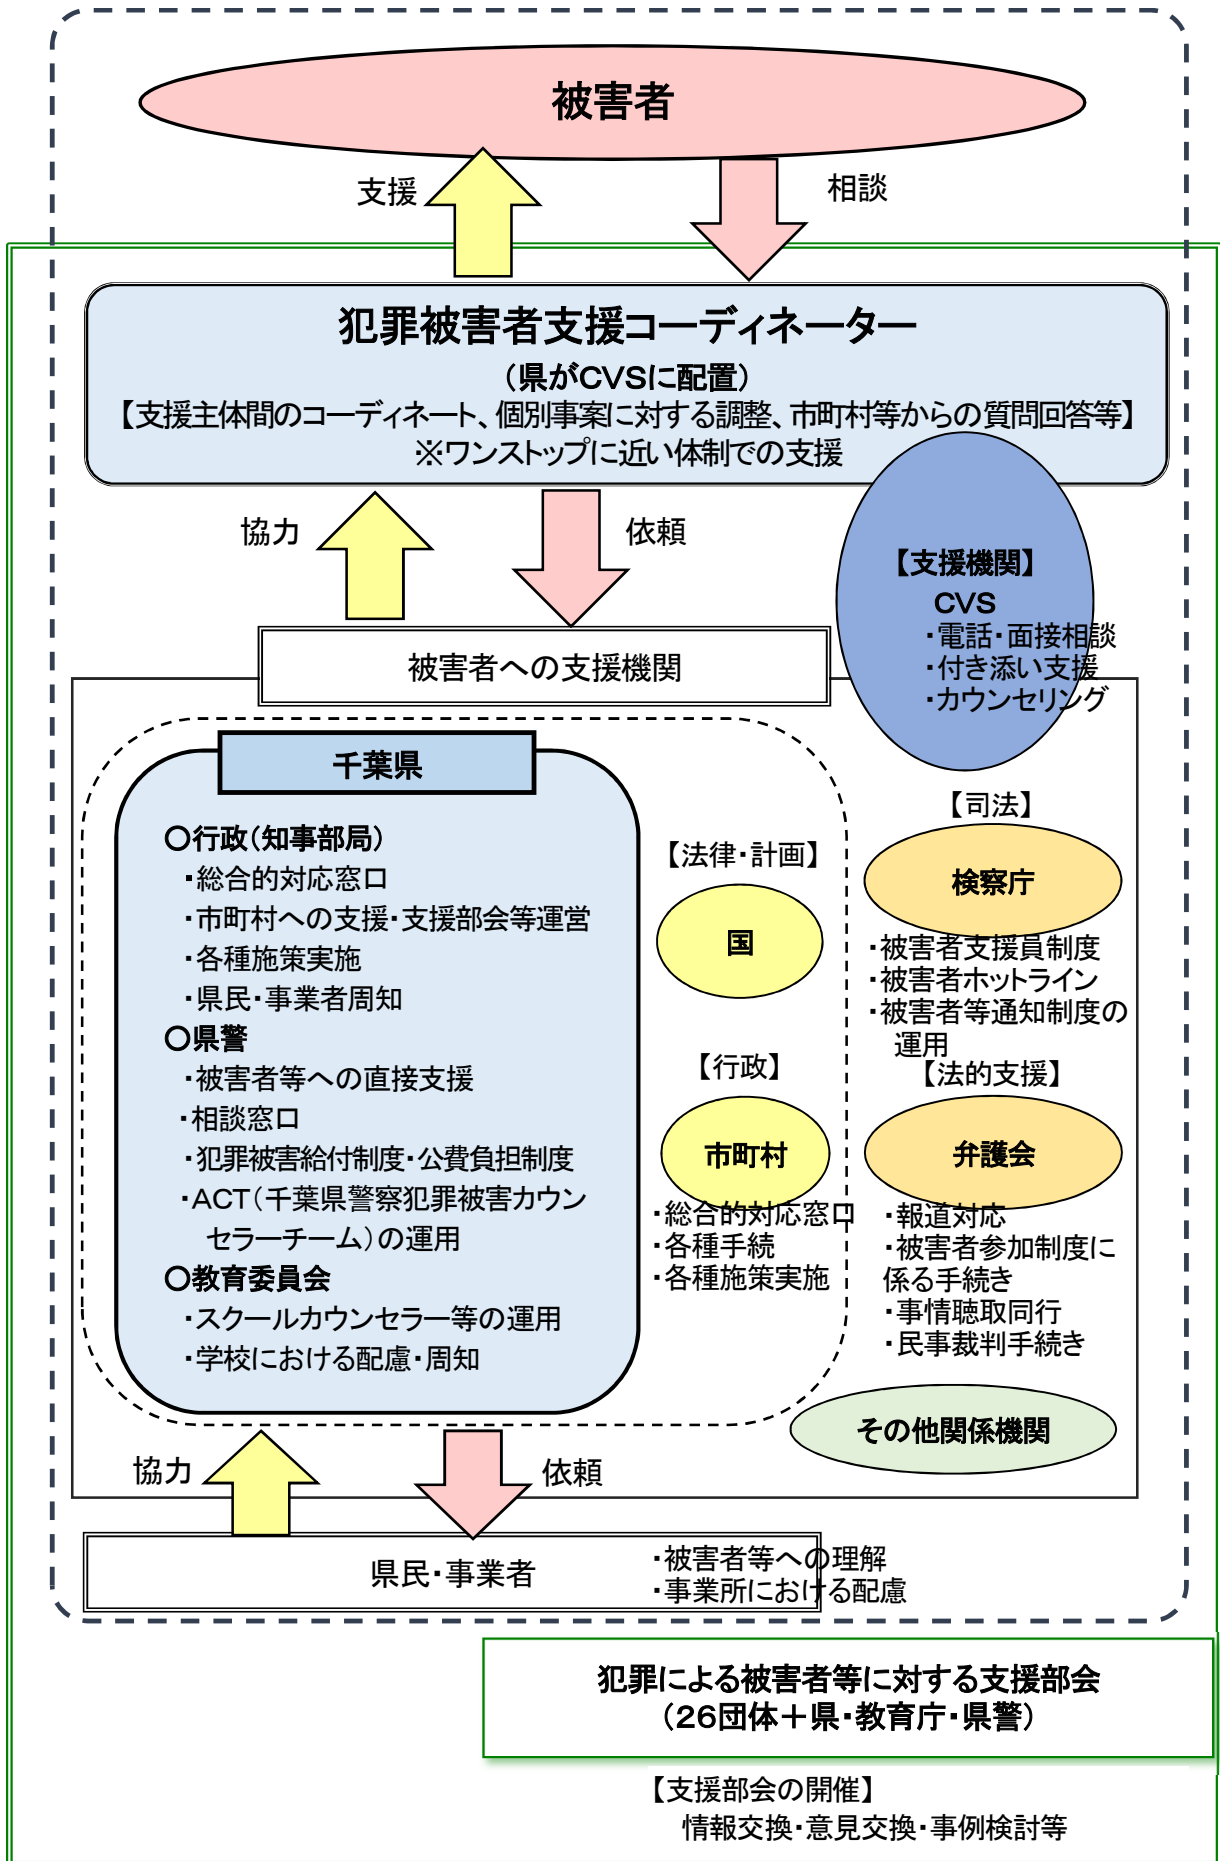 被害者
支援
相談
犯罪被害者支援コーディネーター
（県がCVSに配置）
【支援主体間のコーディネート、個別事案に対する調整、市町村等からの質問回答等】
※ワンストップに近い体制での支援
協力
依頼
【支援機関】
CVS
・電話・面接相談
・付き添い支援
・カウンセリング
被害者への支援機関
千葉県
○行政（知事部局）
・総合的対応窓口
・市町村への支援・支援部会等運営
・各種施策実施
・県民・事業者周知
○県警
・被害者等への直接支援
・相談窓口
・犯罪被害給付制度・公費負担制度
・ACT（千葉県警察犯罪被害カウン
セラーチーム）の運用
○教育委員会
・スクールカウンセラー等の運用
・学校における配慮・周知
【法律・計画】
国
【行政】
市町村
・総合的対応窓口
・各種手続
・各種施策実施
【司法】
検察庁
・被害者支援員制度
・被害者ホットライン
・被害者等通知制度の
運用
【法的支援】
弁護会
・報道対応
・被害者参加制度に
係る手続き
・事情聴取同行
・民事裁判手続き
その他関係機関
協力
依頼
県民・事業者
・被害者等への理解
・事業所における配慮
犯罪による被害者等に対する支援部会
（２６団体＋県・教育庁・県警）
【支援部会の開催】
情報交換・意見交換・事例検討等